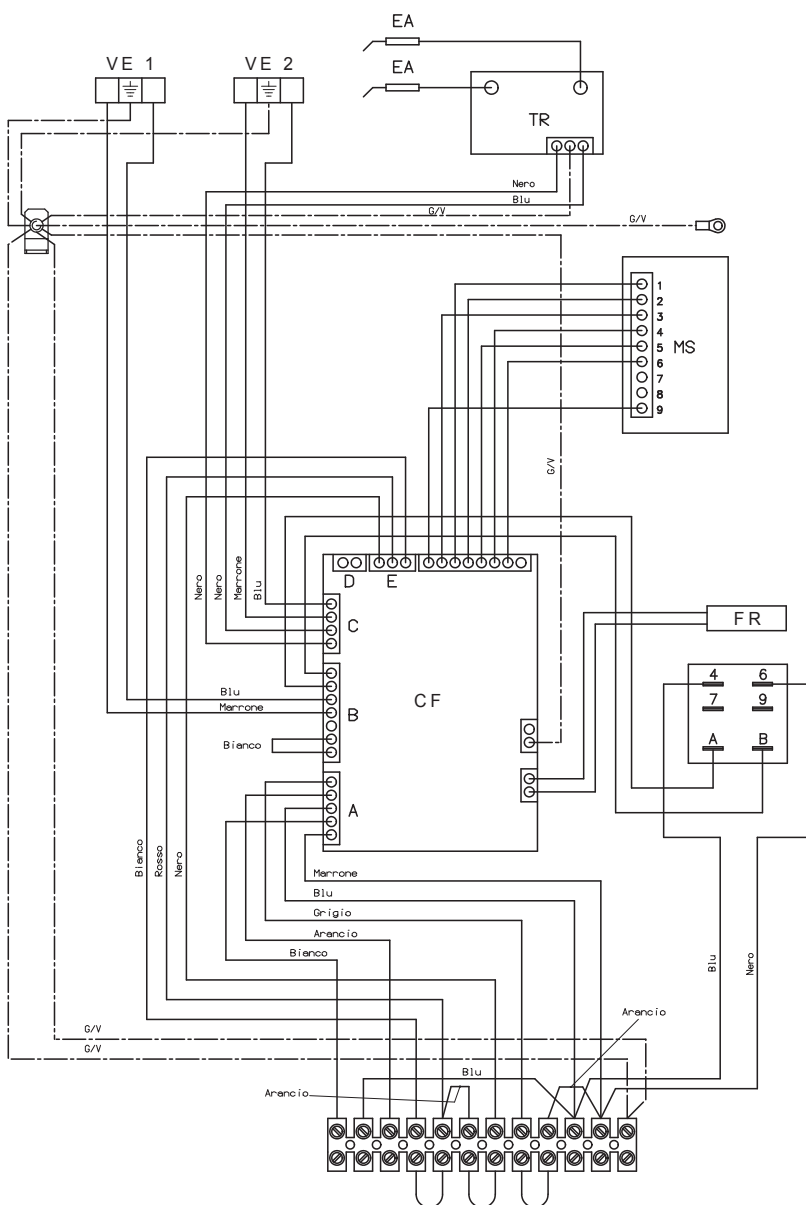 EA
VE 1
VE 2
EA
TR
Nero
Blu
G/V
G/V
1
2
3
4
5
6
7
8
9
MS
G/V
Nero
Nero
Marrone
Blu
D
E
C
FR
CF
4
6
7
9
A
B
Blu
Marrone
B
Bianco
A
Bianco
Rosso
Nero
Marrone
Blu
Grigio
Arancio
Bianco
Blu
Nero
Arancio
G/V
G/V
Blu
Arancio